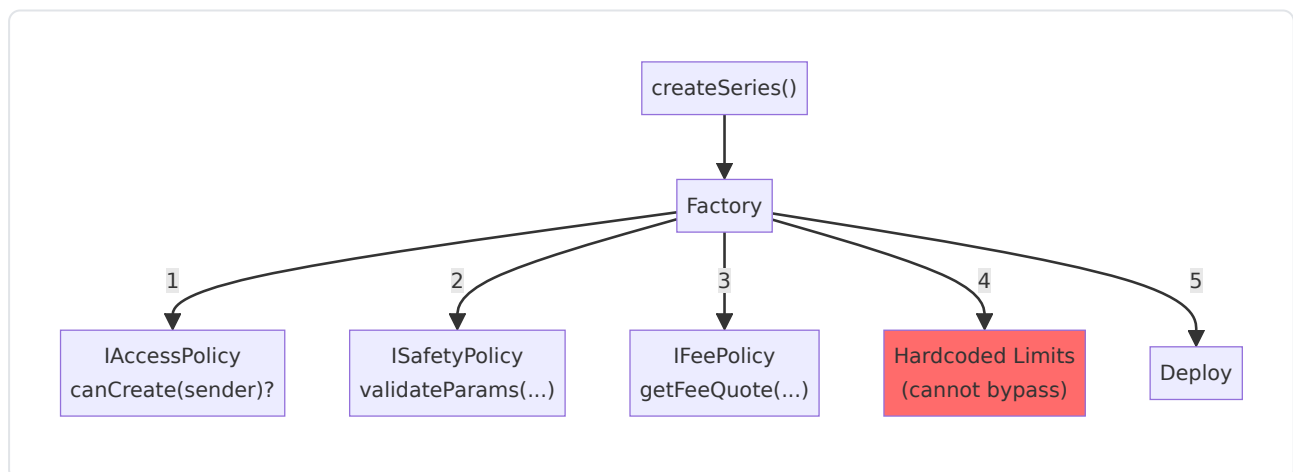 createSeries()
Factory
1
2
3
4
5
IAccessPolicy
canCreate(sender)?
ISafetyPolicy
validateParams(...)
IFeePolicy
getFeeQuote(...)
Hardcoded Limits
(cannot bypass)
Deploy